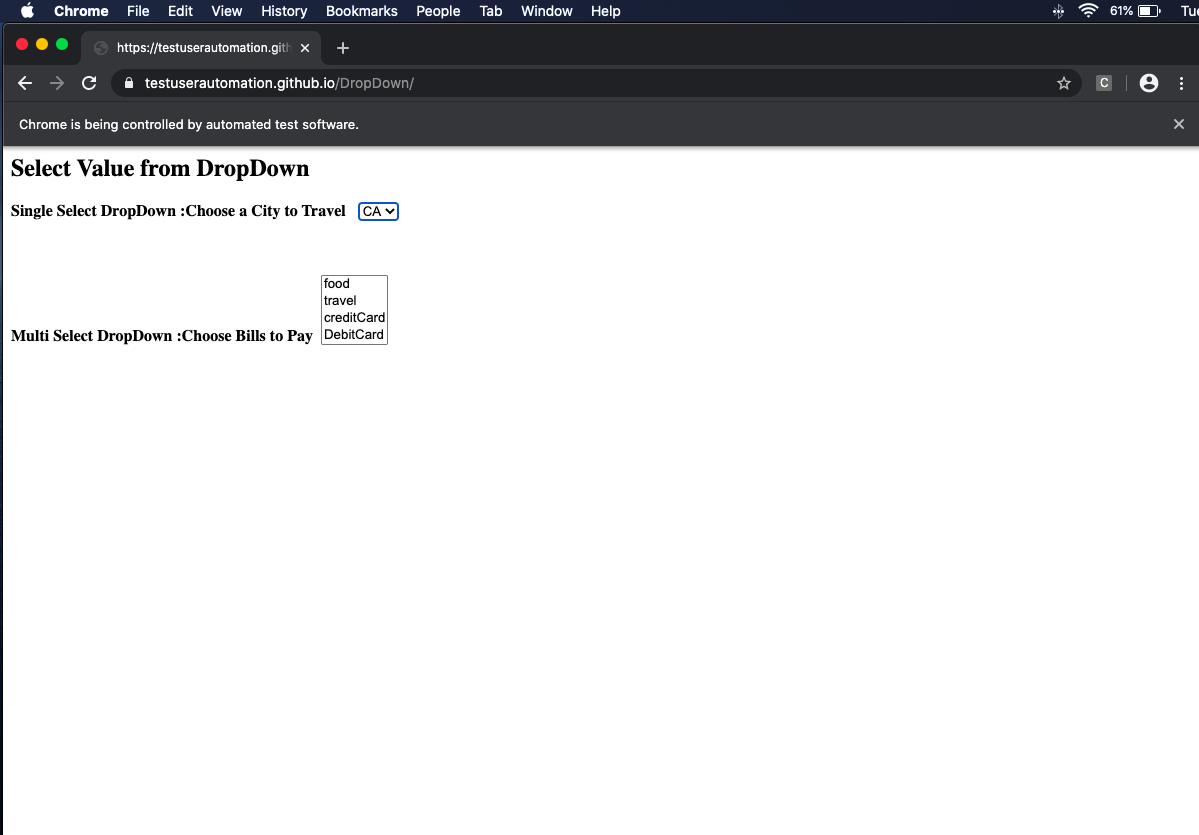 Chrome File Edit View History Bookmarks People Tab Window Help 61% Tue
https://testuserautomation.gith
testuserautomation.github.io/DropDown/ C
Chrome is being controlled by automated test software.
Select Value from DropDown
Single Select DropDown :Choose a City to Travel CA
food
travel
creditCard
DebitCard
Multi Select DropDown :Choose Bills to Pay